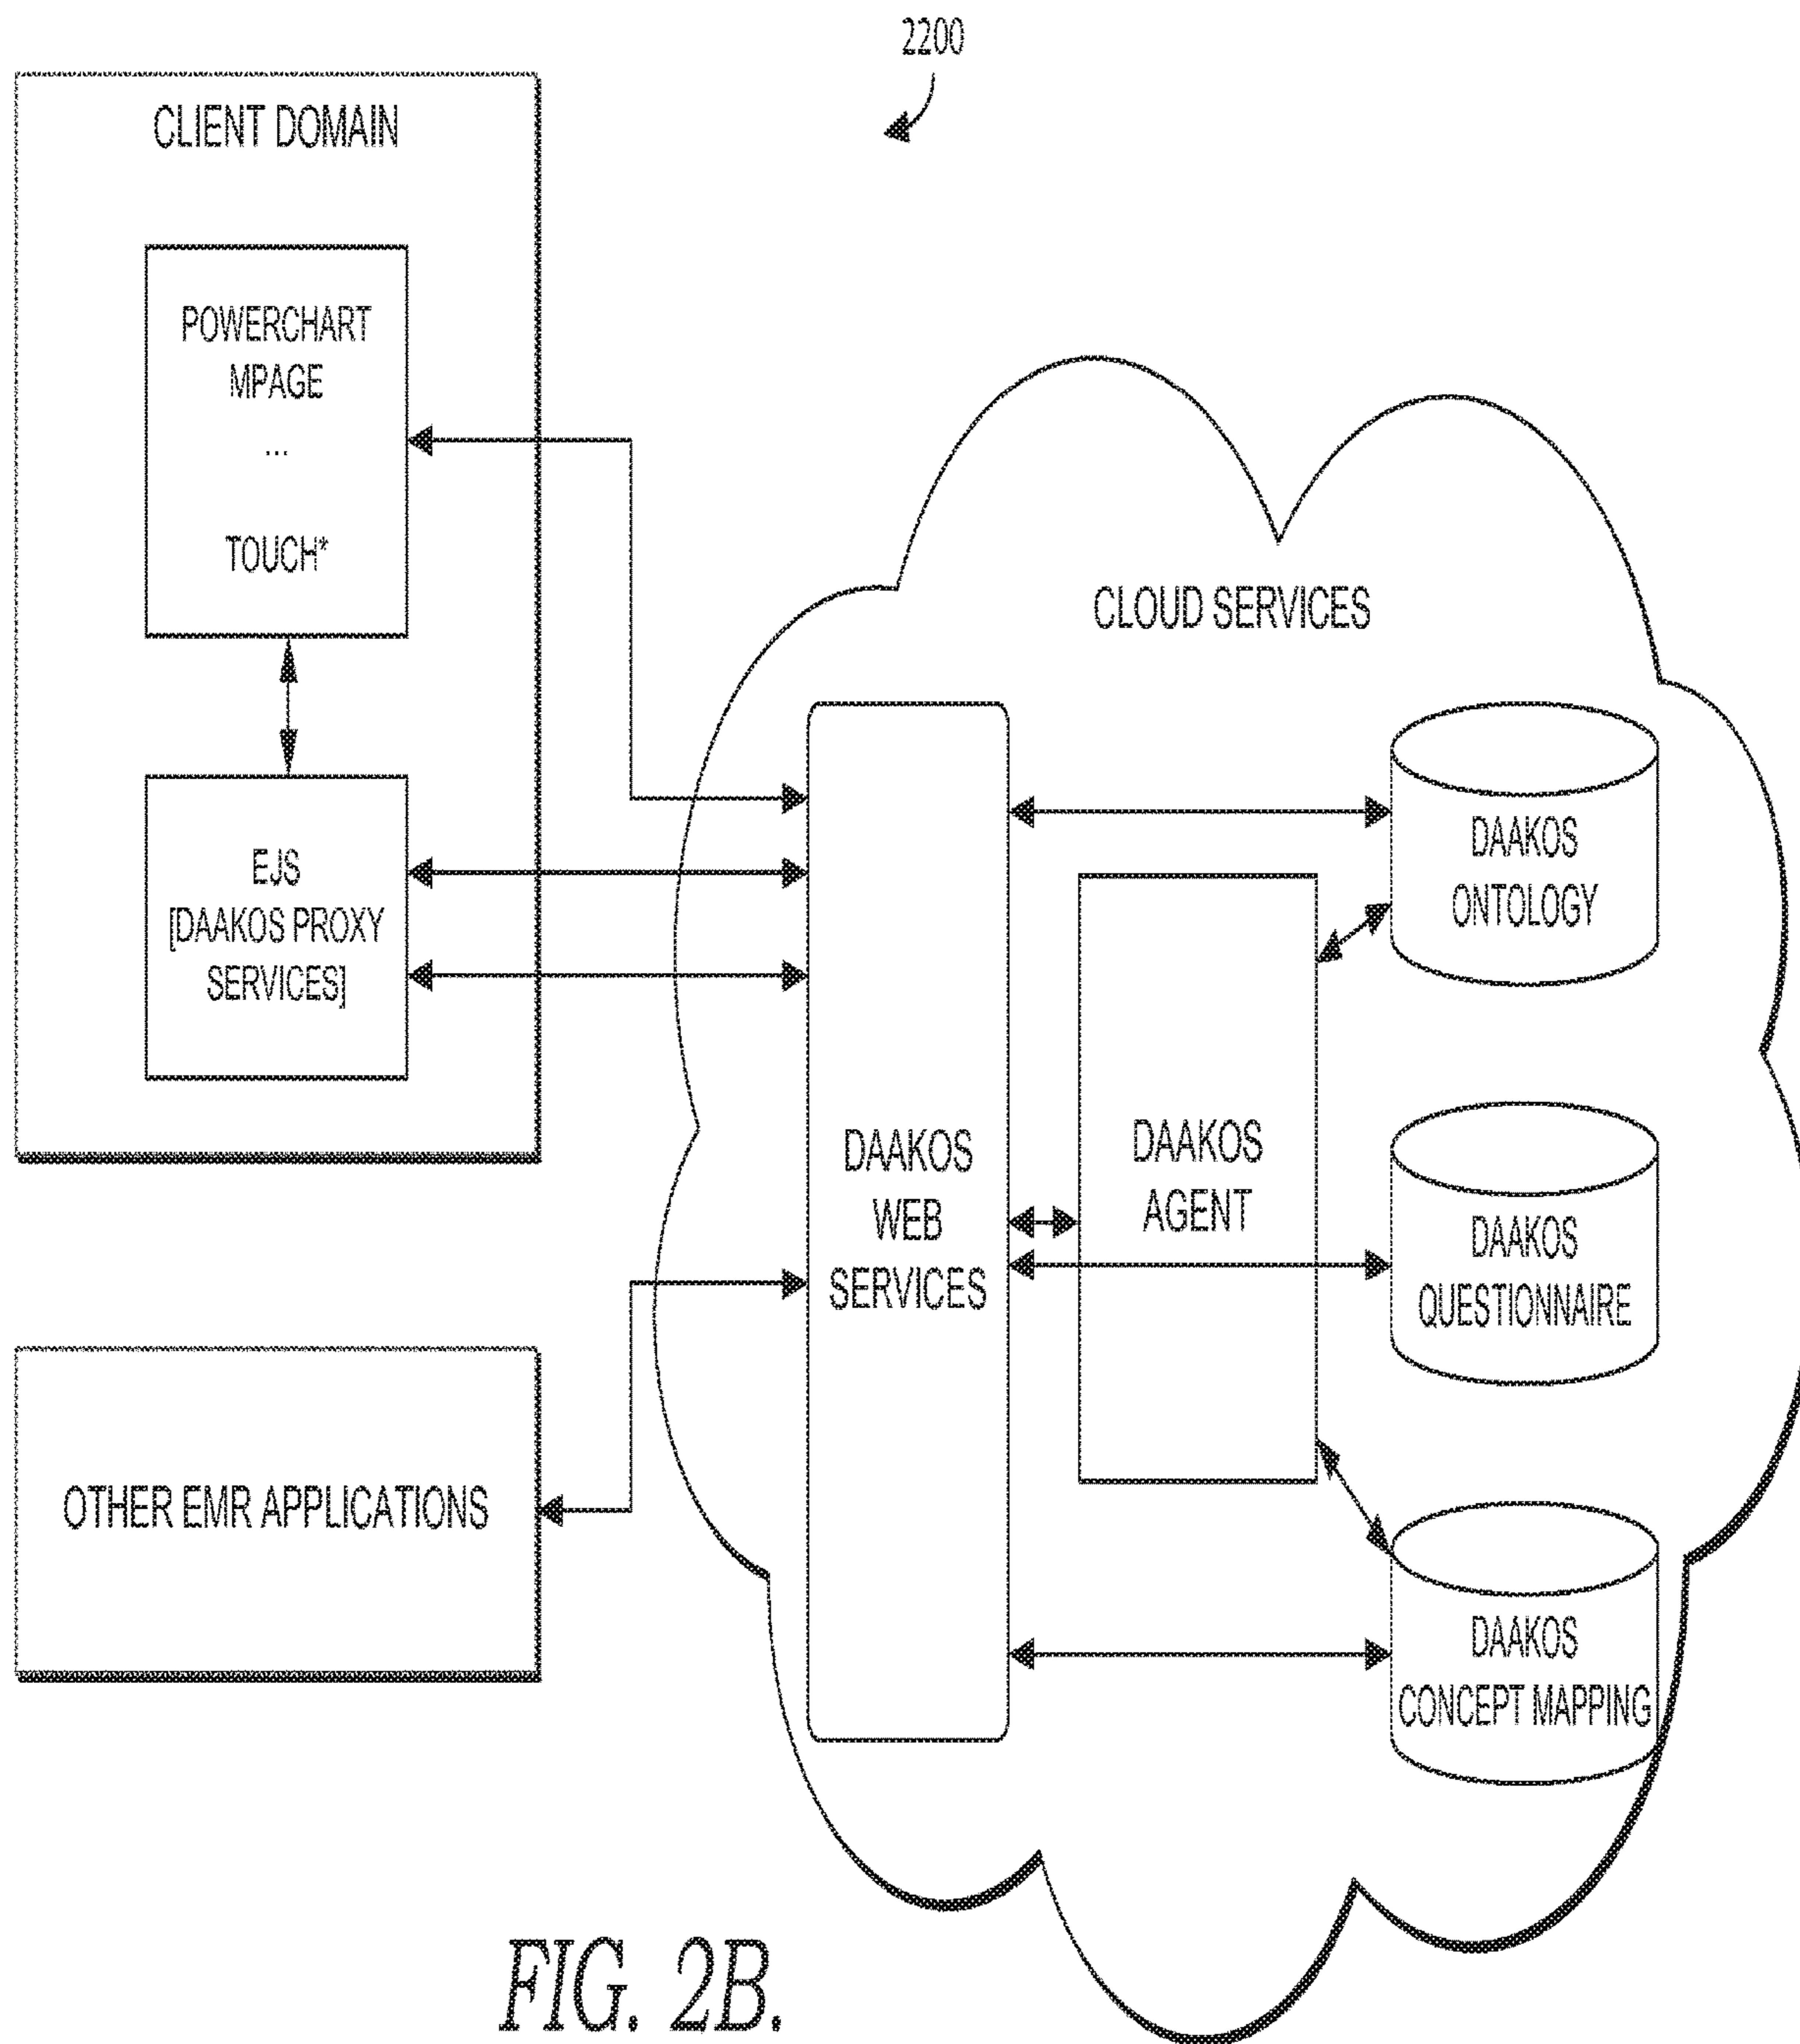 2200
CLIENT DOMAIN
POWERCHART
MPAGE
...
TOUCH*
EJS
[DAAKOS PROXY
SERVICES]
OTHER EMR APPLICATIONS
CLOUD SERVICES
DAAKOS
WEB
SERVICES
DAAKOS
AGENT
DAAKOS
ONTOLOGY
DAAKOS
QUESTIONNAIRE
DAAKOS
CONCEPT MAPPING
FIG. 2B.